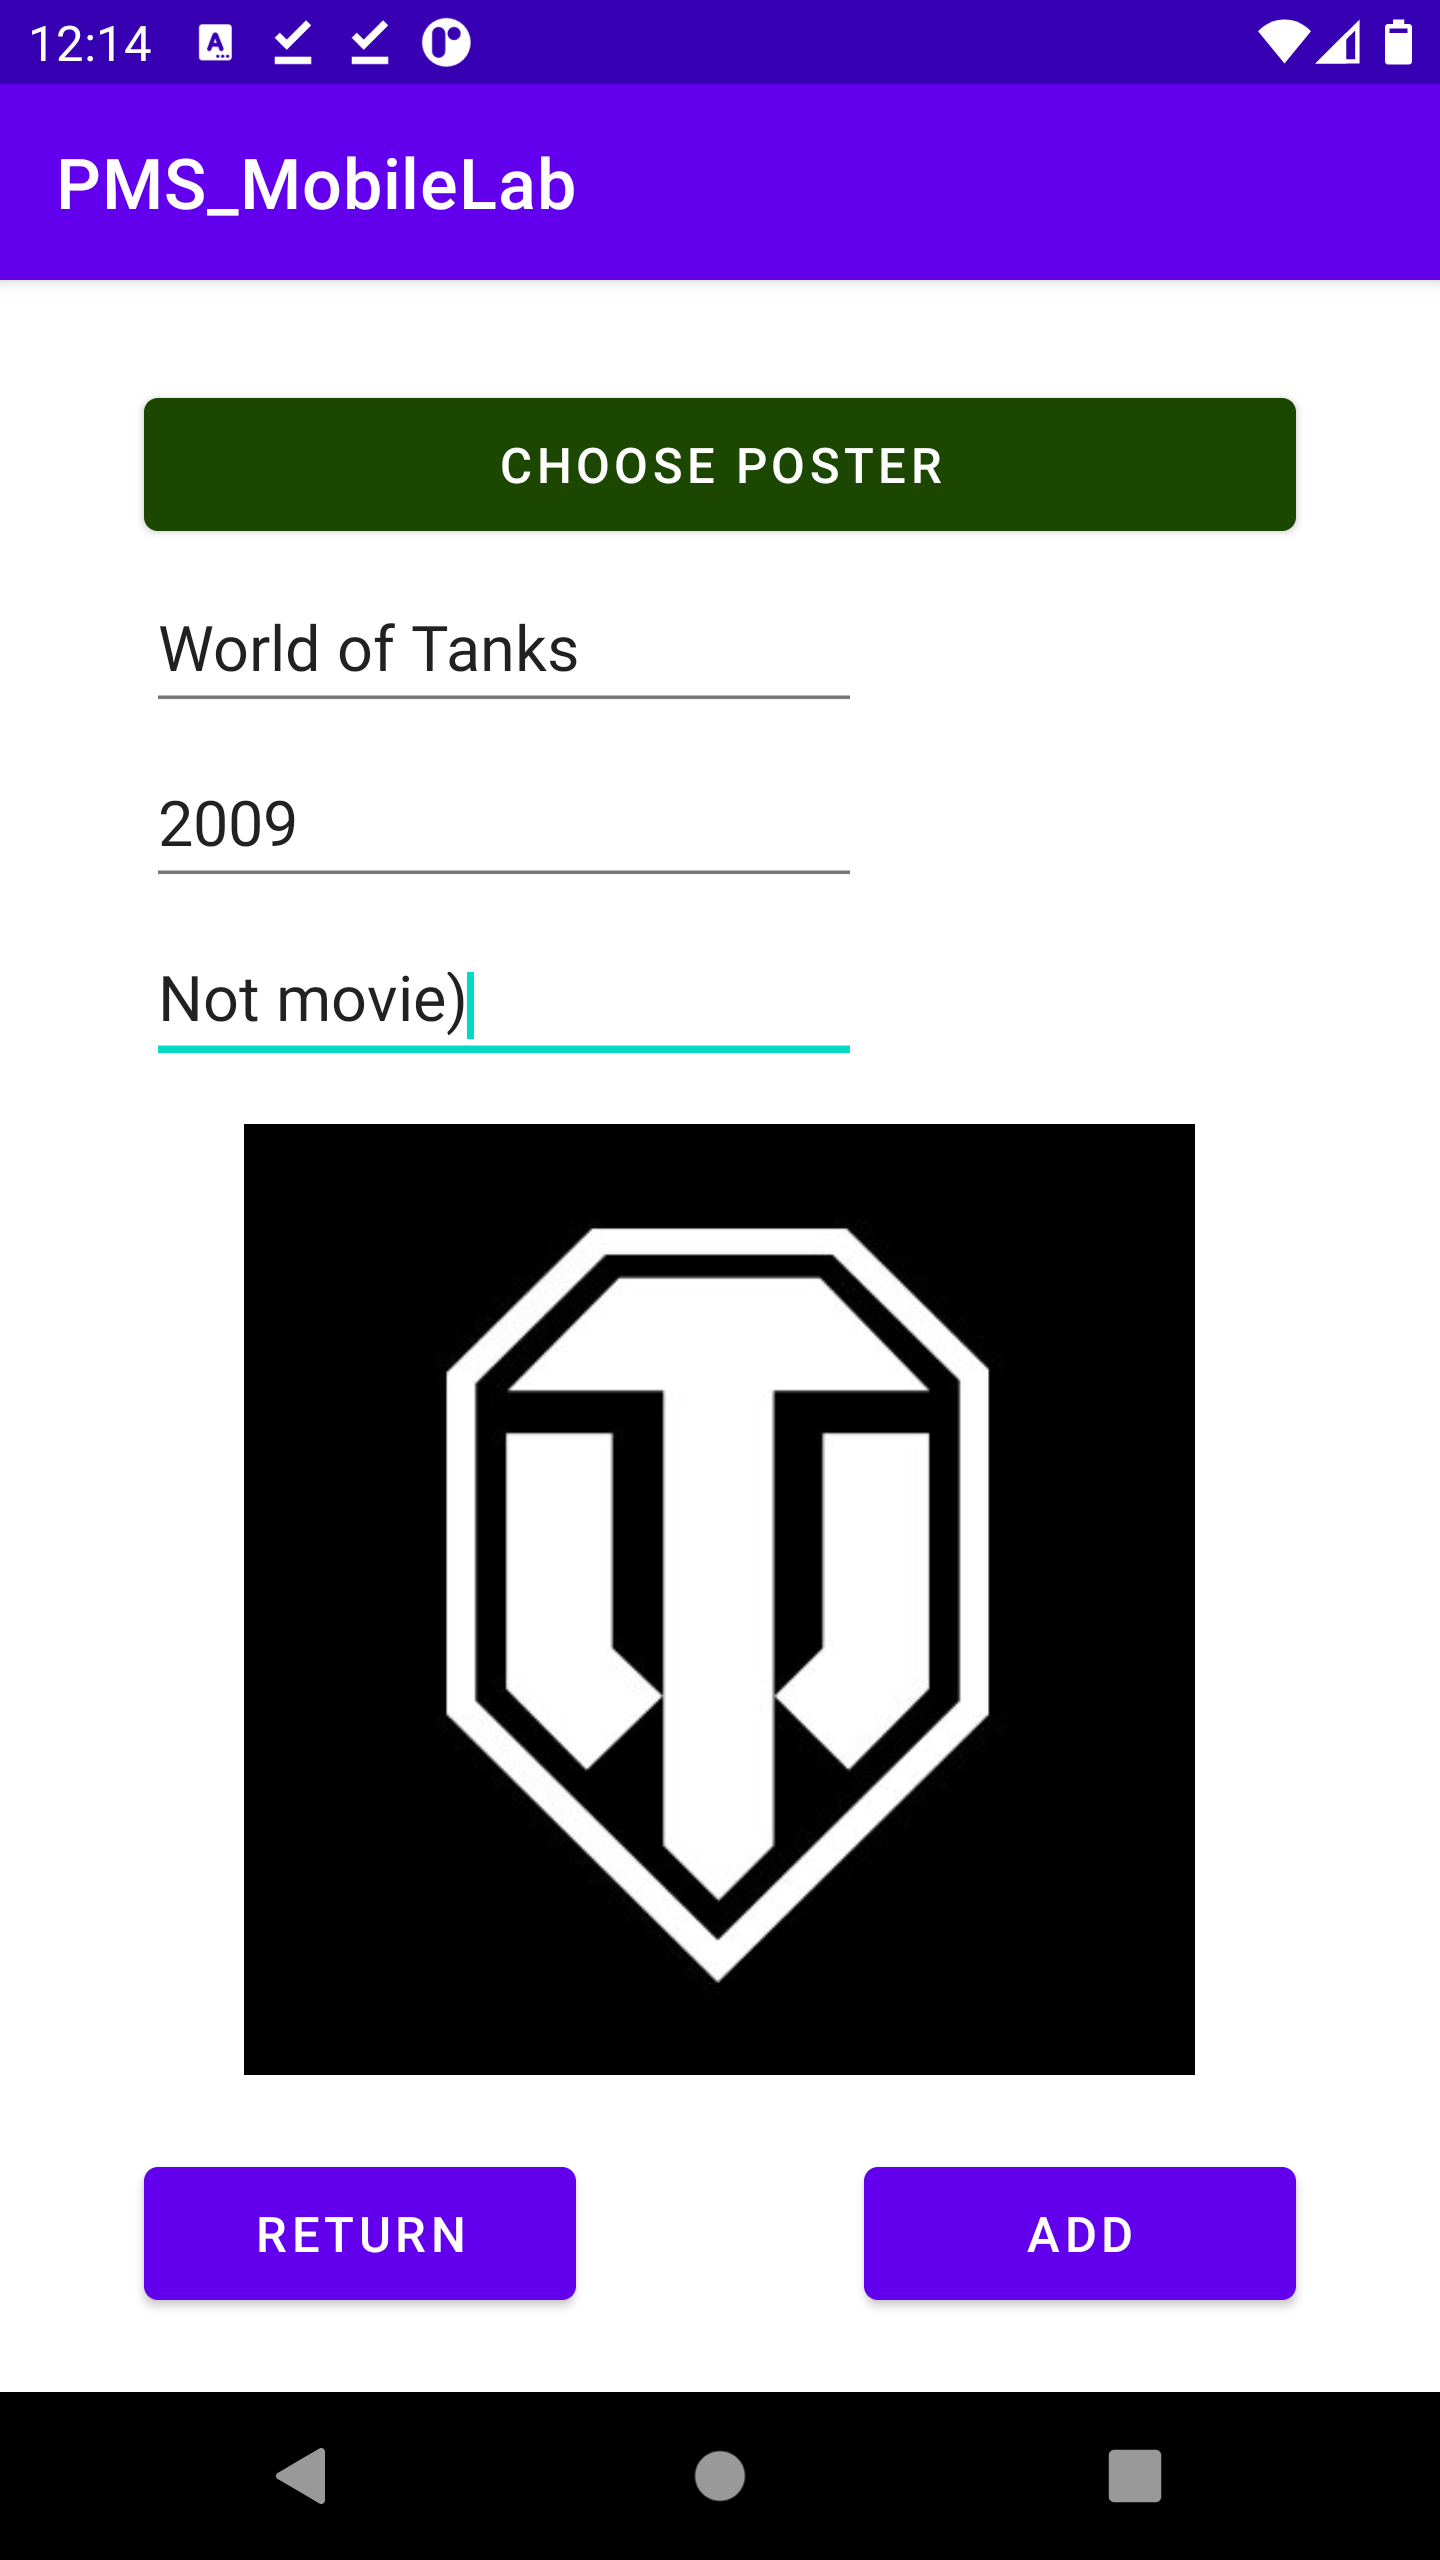 12:14
PMS_MobileLab
CHOOSE POSTER
World of Tanks
2009
Not movie)
RETURN
ADD